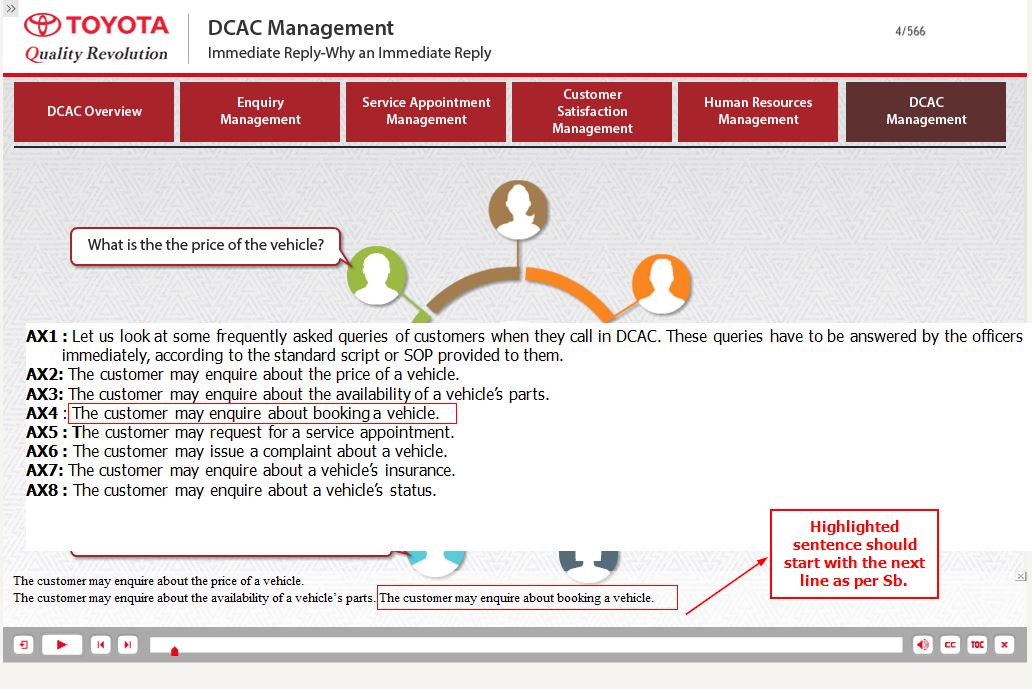 TOYOTA
Quality Revolution
DCAC Management
Immediate Reply-Why an Immediate Reply
4/566
DCAC Overview
Enquiry
Management
Service Appointment
Management
Customer
Satisfaction
Management
Human Resources
Management
DCAC
Management
What is the the price of the vehicle?
AX1 : Let us look at some frequently asked queries of customers when they call in DCAC. These queries have to be answered by the officers
immediately, according to the standard script or SOP provided to them.
AX2: The customer may enquire about the price of a vehicle.
AX3: The customer may enquire about the availability of a vehicle's parts.
AX4 : The customer may enquire about booking a vehicle.
AX5 : The customer may request for a service appointment.
AX6 : The customer may issue a complaint about a vehicle.
AX7: The customer may enquire about a vehicle's insurance.
AX8 : The customer may enquire about a vehicle's status.
Highlighted
sentence should
start with the next
line as per Sb.
The customer may enquire about the price of a vehicle.
The customer may enquire about the availability of a vehicle's parts. The customer may enquire about booking a vehicle.
CC
TOC